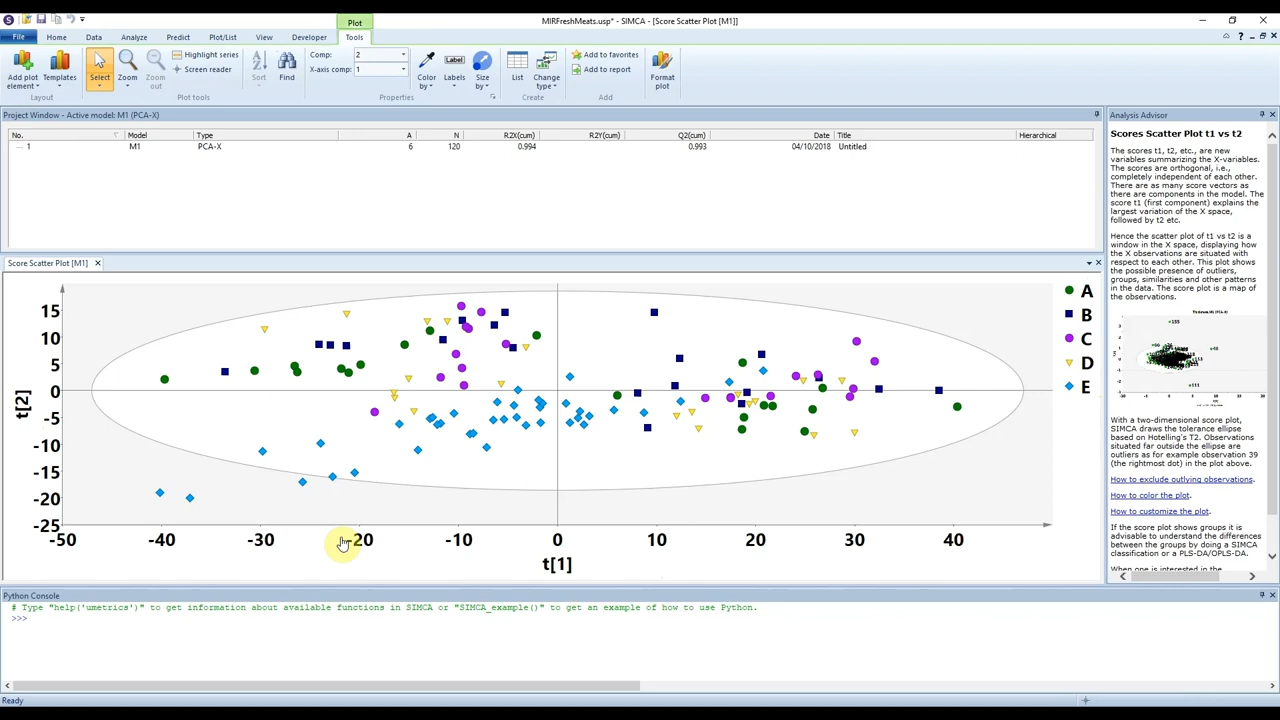 Plot
MIRFreshMeats.usp* - SIMCA - [Score Scatter Plot [M1]]
File Home Data Analyze Predict Plot/List View Developer Tools
Add plot element Templates Select Zoom Zoom out Highlight series Screen reader Sort Find Comp: 2 X-axis comp: 1 Color by Labels Size by List Change type Add to favorites Add to report Format plot
Label
Layout Plot tools Properties Create Add
Project Window - Active model: M1 (PCA-X)
No. Model Type A N R2X(cum) R2Y(cum) Q2(cum) Date Title Hierarchical
1 M1 PCA-X 6 120 0.994 0.993 04/10/2018 Untitled
Score Scatter Plot [M1]
15
10
5
0
-5
-10
-15
-20
-25
t[2]
-50 -40 -30 -20 -10 0 10 20 30 40
t[1]
A
B
C
D
E
Analysis Advisor
Scores Scatter Plot t1 vs t2
The scores t1, t2, etc., are new
variables summarizing the X-variables.
The scores are orthogonal, i.e.,
completely independent of each other.
There are as many score vectors as
there are components in the model. The
score t1 (first component) explains the
largest variation of the X space,
followed by t2 etc.
Hence the scatter plot of t1 vs t2 is a
window in the X space, displaying how
the X observations are situated with
respect to each other. This plot shows
the possible presence of outliers,
groups, similarities and other patterns
in the data. The score plot is a map of
the observations.
With a two-dimensional score plot,
SIMCA draws the tolerance ellipse
based on Hotelling's T2. Observations
situated far outside the ellipse are
outliers as for example observation 39
(the rightmost dot) in the plot above.
How to exclude outlying observations.
How to color the plot.
How to customize the plot.
If the score plot shows groups it is
advisable to understand the differences
between the groups by doing a SIMCA
classification or a PLS-DA/OPLS-DA.
When one is interested in the
Python Console
# Type "help('umetrics')" to get information about available functions in SIMCA or "SIMCA_example()" to get an example of how to use Python.
>>>
Ready